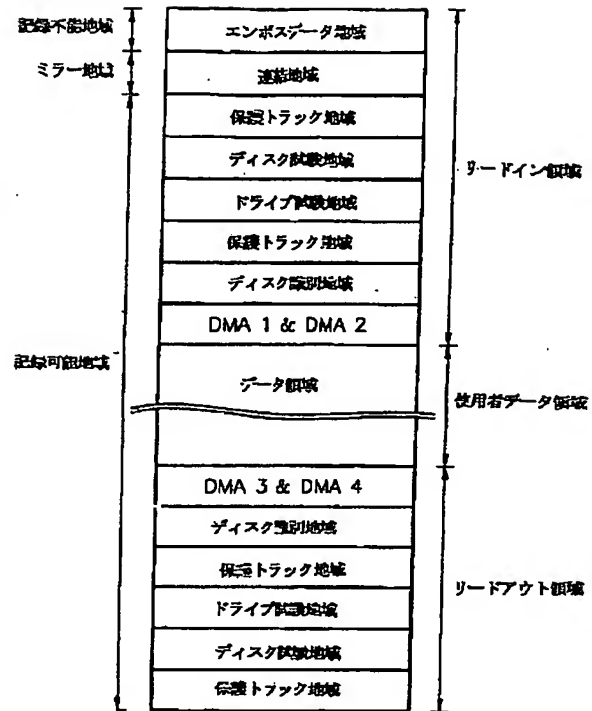 記録不能地域
ミラー地域
記録可能地域
エンボスデータ地域
連結地域
保護トラック地域
ディスク試験地域
ドライブ試験地域
保護トラック地域
ディスク識別地域
DMA 1 & DMA 2
データ領域
DMA 3 & DMA 4
ディスク識別地域
保護トラック地域
ドライブ試験地域
ディスク試験地域
保護トラック地域
リードイン領域
使用者データ領域
リードアウト領域